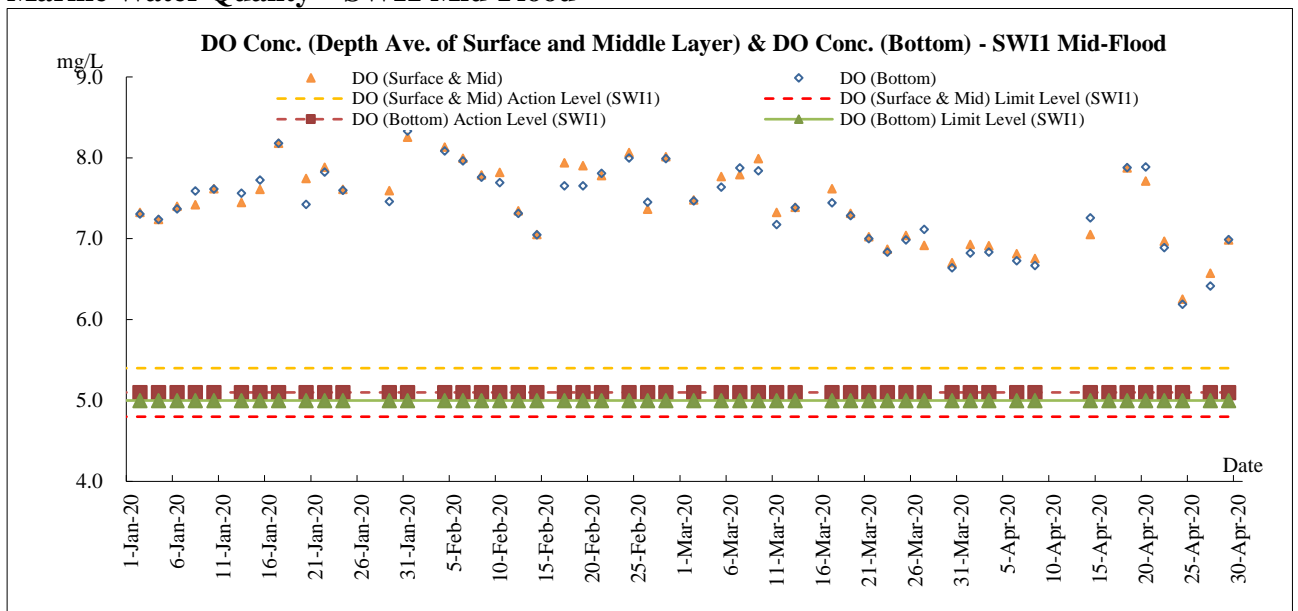 DO Conc. (Depth Ave. of Surface and Middle Layer) & DO Conc. (Bottom) - SWI1 Mid-Flood
mg/L
DO (Surface & Mid)
DO (Bottom)
DO (Surface & Mid) Action Level (SWI1)
DO (Surface & Mid) Limit Level (SWI1)
DO (Bottom) Action Level (SWI1)
DO (Bottom) Limit Level (SWI1)
9.0
8.0
7.0
6.0
5.0
4.0
Date
1-Jan-20
6-Jan-20
11-Jan-20
16-Jan-20
21-Jan-20
26-Jan-20
31-Jan-20
5-Feb-20
10-Feb-20
15-Feb-20
20-Feb-20
25-Feb-20
1-Mar-20
6-Mar-20
11-Mar-20
16-Mar-20
21-Mar-20
26-Mar-20
31-Mar-20
5-Apr-20
10-Apr-20
15-Apr-20
20-Apr-20
25-Apr-20
30-Apr-20